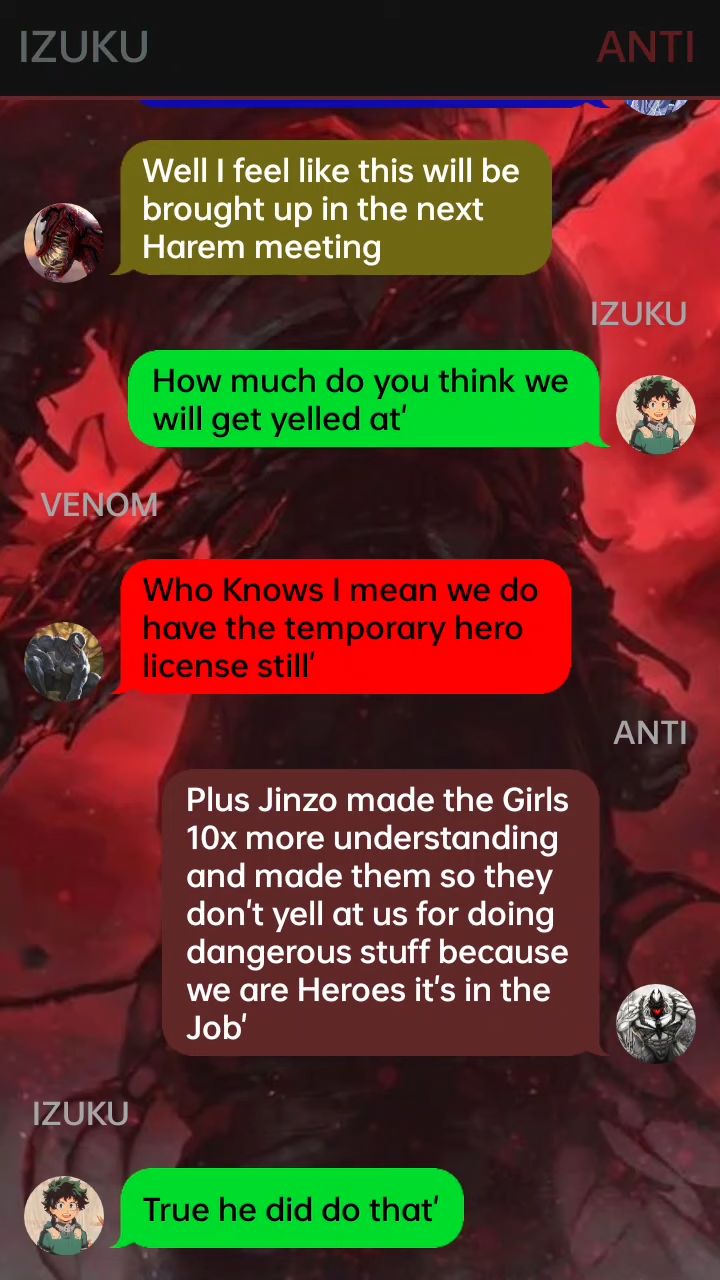 IZUKU ANTI
Well I feel like this will be
brought up in the next
Harem meeting
IZUKU
How much do you think we
will get yelled at'
VENOM
Who Knows I mean we do
have the temporary hero
license still'
ANTI
Plus Jinzo made the Girls
10x more understanding
and made them so they
don't yell at us for doing
dangerous stuff because
we are Heroes it's in the
Job'
IZUKU
True he did do that'